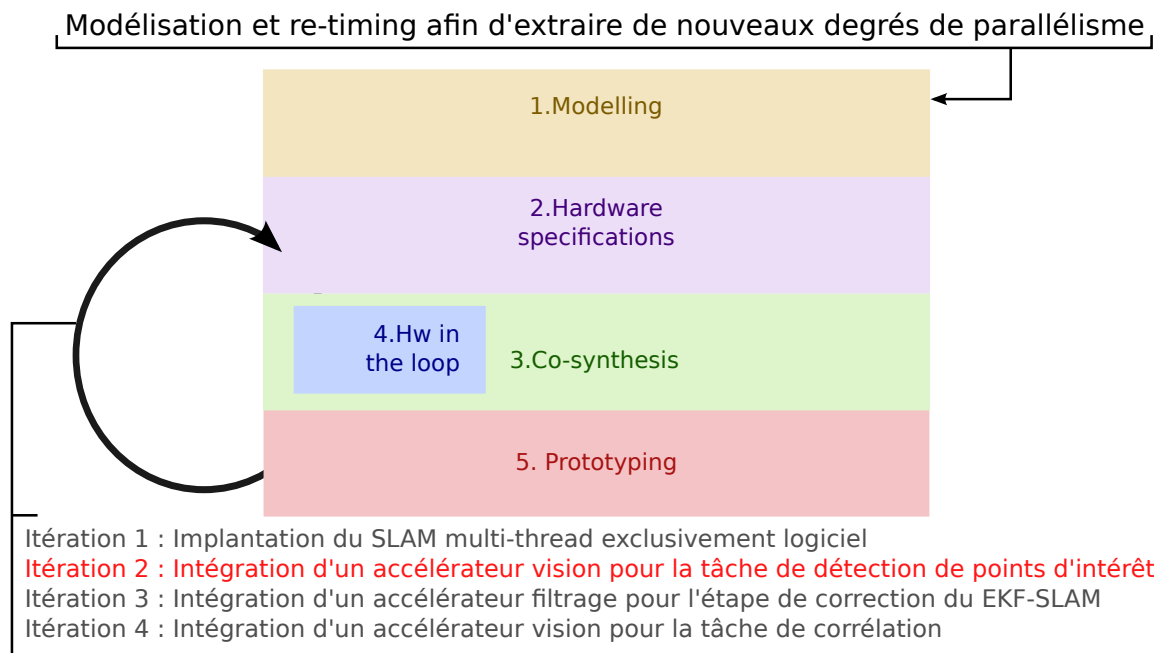 Modélisation et re-timing afin d'extraire de nouveaux degrés de parallélisme
1.Modelling
2.Hardware
specifications
4.Hw in
the loop
3.Co-synthesis
5. Prototyping
Itération 1 : Implantation du SLAM multi-thread exclusivement logiciel
Itération 2 : Intégration d'un accélérateur vision pour la tâche de détection de points d'intérêt
Itération 3 : Intégration d'un accélérateur filtrage pour l'étape de correction du EKF-SLAM
Itération 4 : Intégration d'un accélérateur vision pour la tâche de corrélation